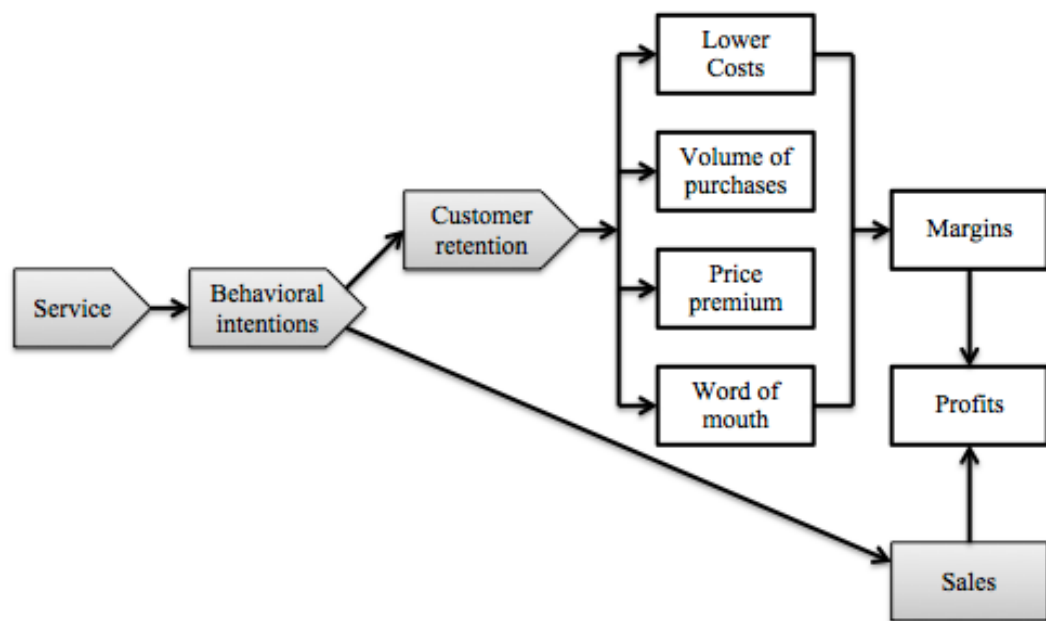 Lower
Costs
Volume of
purchases
Customer
retention
Margins
Price
premium
Service
Behavioral
intentions
Word of
mouth
Profits
Sales